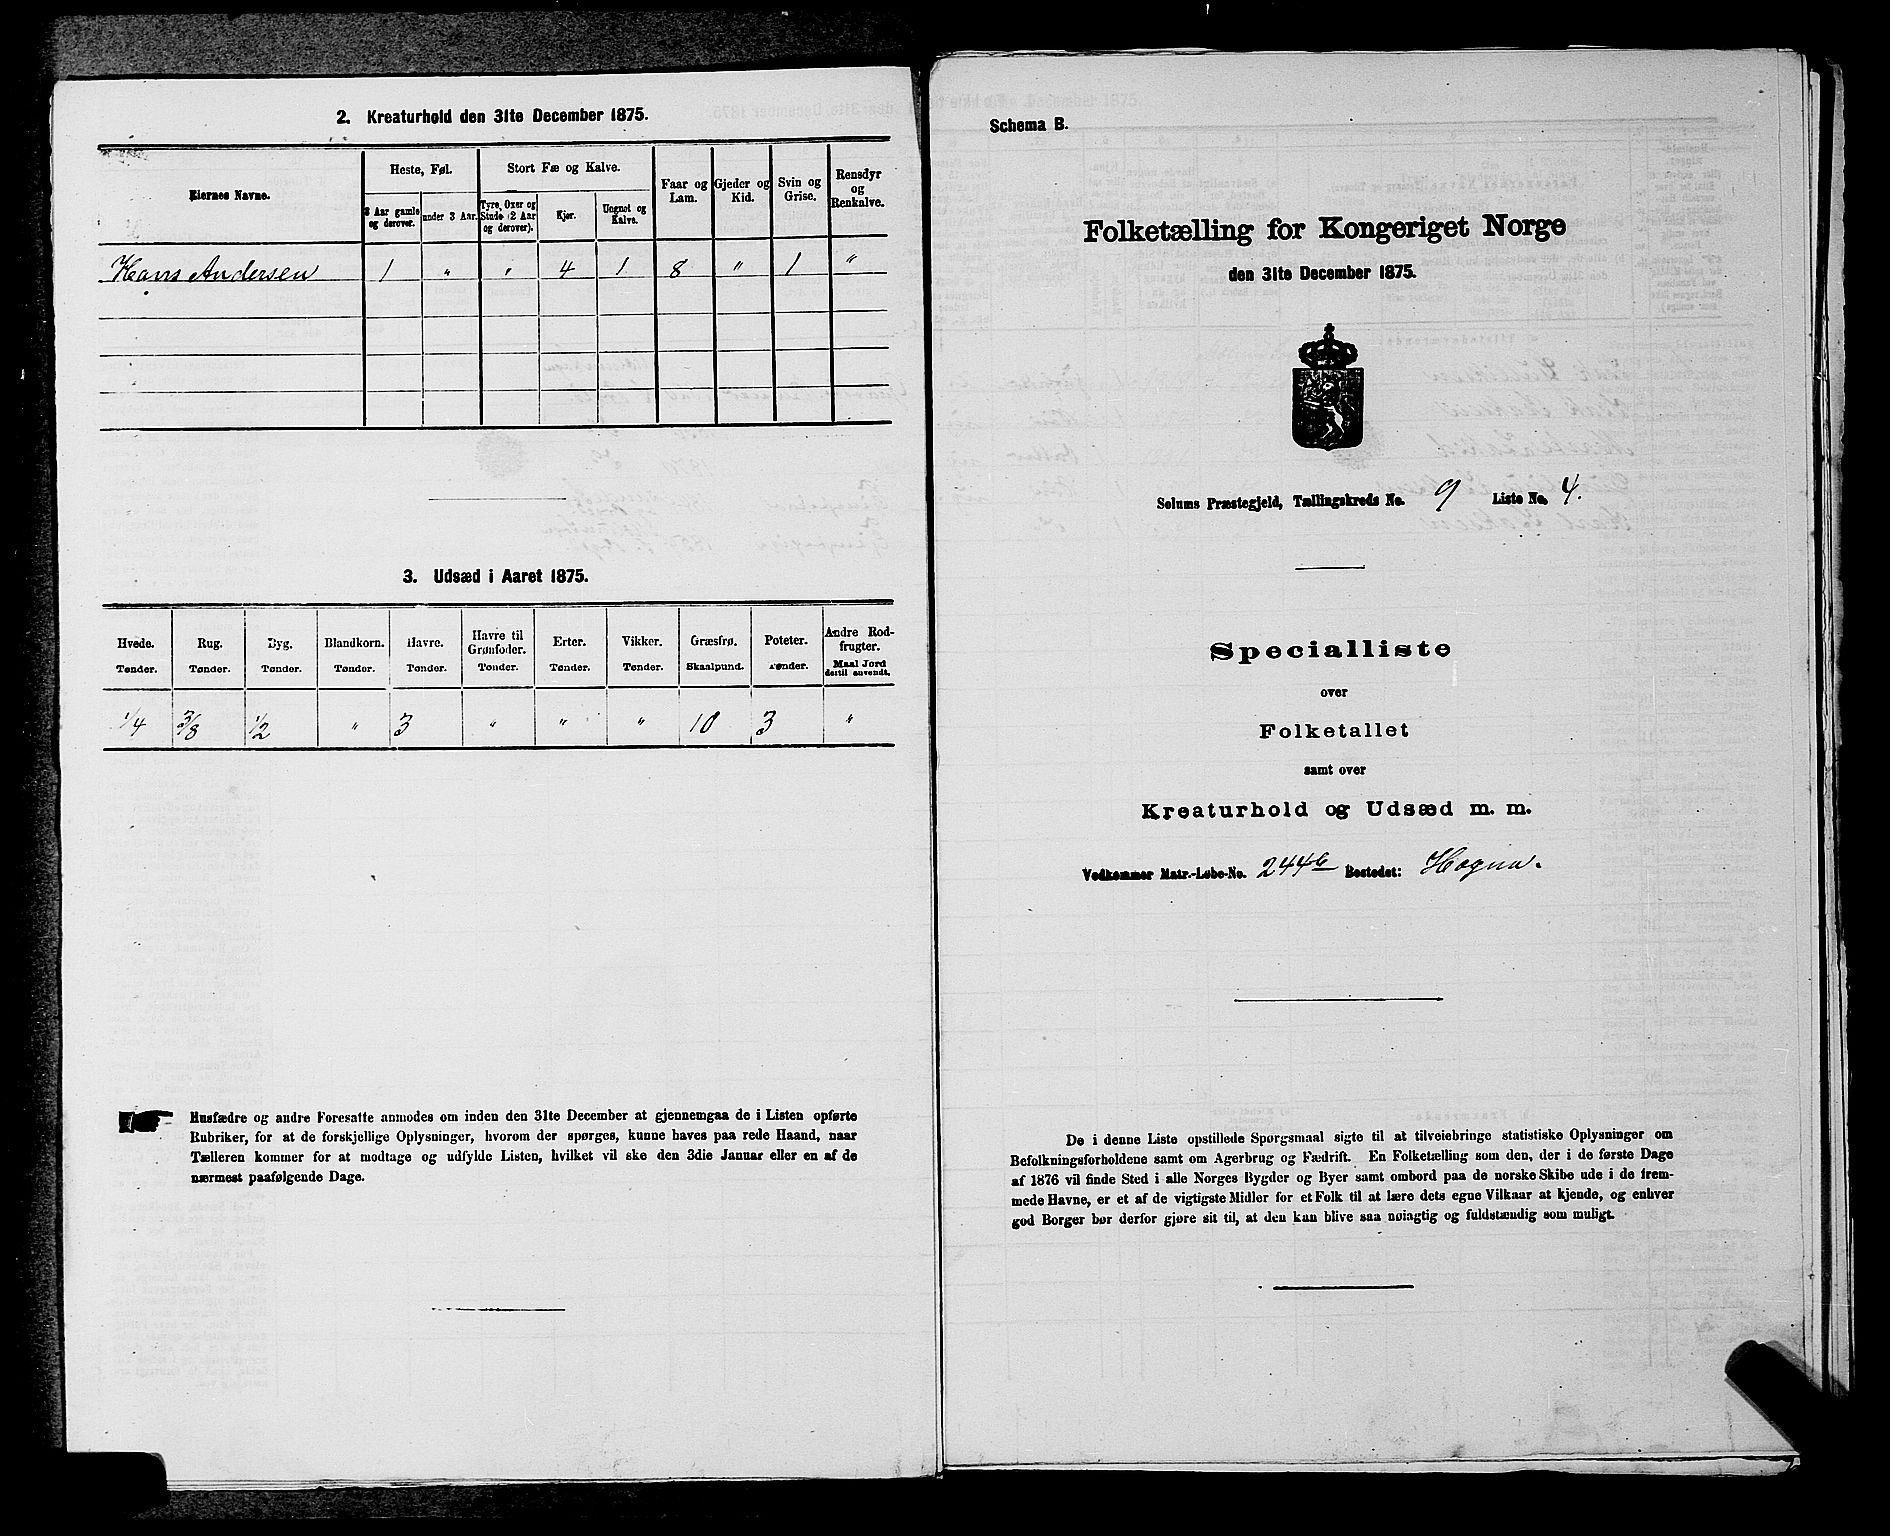 2. Kreaturhold den 31te December 1875.
Eiernes Navne.
Heste, Føl.
Stort Fæ og Kalve.
Faar og Lam.
Gjeder og Kid.
Svin og Grise.
Rensdyr og Renkalve.
3 Aar gamle og derover.
under 3 Aar.
Tyre, Oxer og Stude (2 Aar og derover).
Kjør.
Ungnøt og Kalve.
Hans Andersen 1 " " 4 1 8 " 1 "
3. Udsæd i Aaret 1875.
Hvede. Rug. Byg. Blandkorn. Havre. Havre til Grønfoder. Erter. Vikker. Græsfrø. Poteter. Andre Rodfrugter.
Tønder. Tønder. Tønder. Tønder. Tønder. Tønder. Tønder. Tønder. Skaalpund. Tønder. Maal Jord dertil anvendt.
1/4 3/8 1/2 " 3 " " " 10 3 "
Husfædre og andre Foresatte anmodes om inden den 31te December at gjennemgaa de i Listen opførte
Rubriker, for at de forskjellige Oplysninger, hvorom der spørges, kunne haves paa rede Haand, naar
Tælleren kommer for at modtage og udfylde Listen, hvilket vil ske den 3die Januar eller en af de
nærmest paafølgende Dage.
Schema B.
Folketælling for Kongeriget Norge
den 31te December 1875.
Solums Præstegjeld, Tællingskreds No. 9 Liste No. 4.
Specialliste
over
Folketallet
samt over
Kreaturhold og Udsæd m. m.
Vedkommer Matr.-Løbe-No. 244b Bostedet: Hogna.
De i denne Liste opstillede Spørgsmaal sigte til at tilveiebringe statistiske Oplysninger om
Befolkningsforholdene samt om Agerbrug og Fædrift. En Folketælling som den, der i de første Dage
af 1876 vil finde Sted i alle Norges Bygder og Byer samt ombord paa de norske Skibe ude i de frem-
mede Havne, er et af de vigtigste Midler for et Folk til at lære dets egne Vilkaar at kjende, og enhver
god Borger bør derfor gjøre sit til, at den kan blive saa nøiagtig og fuldstændig som muligt.